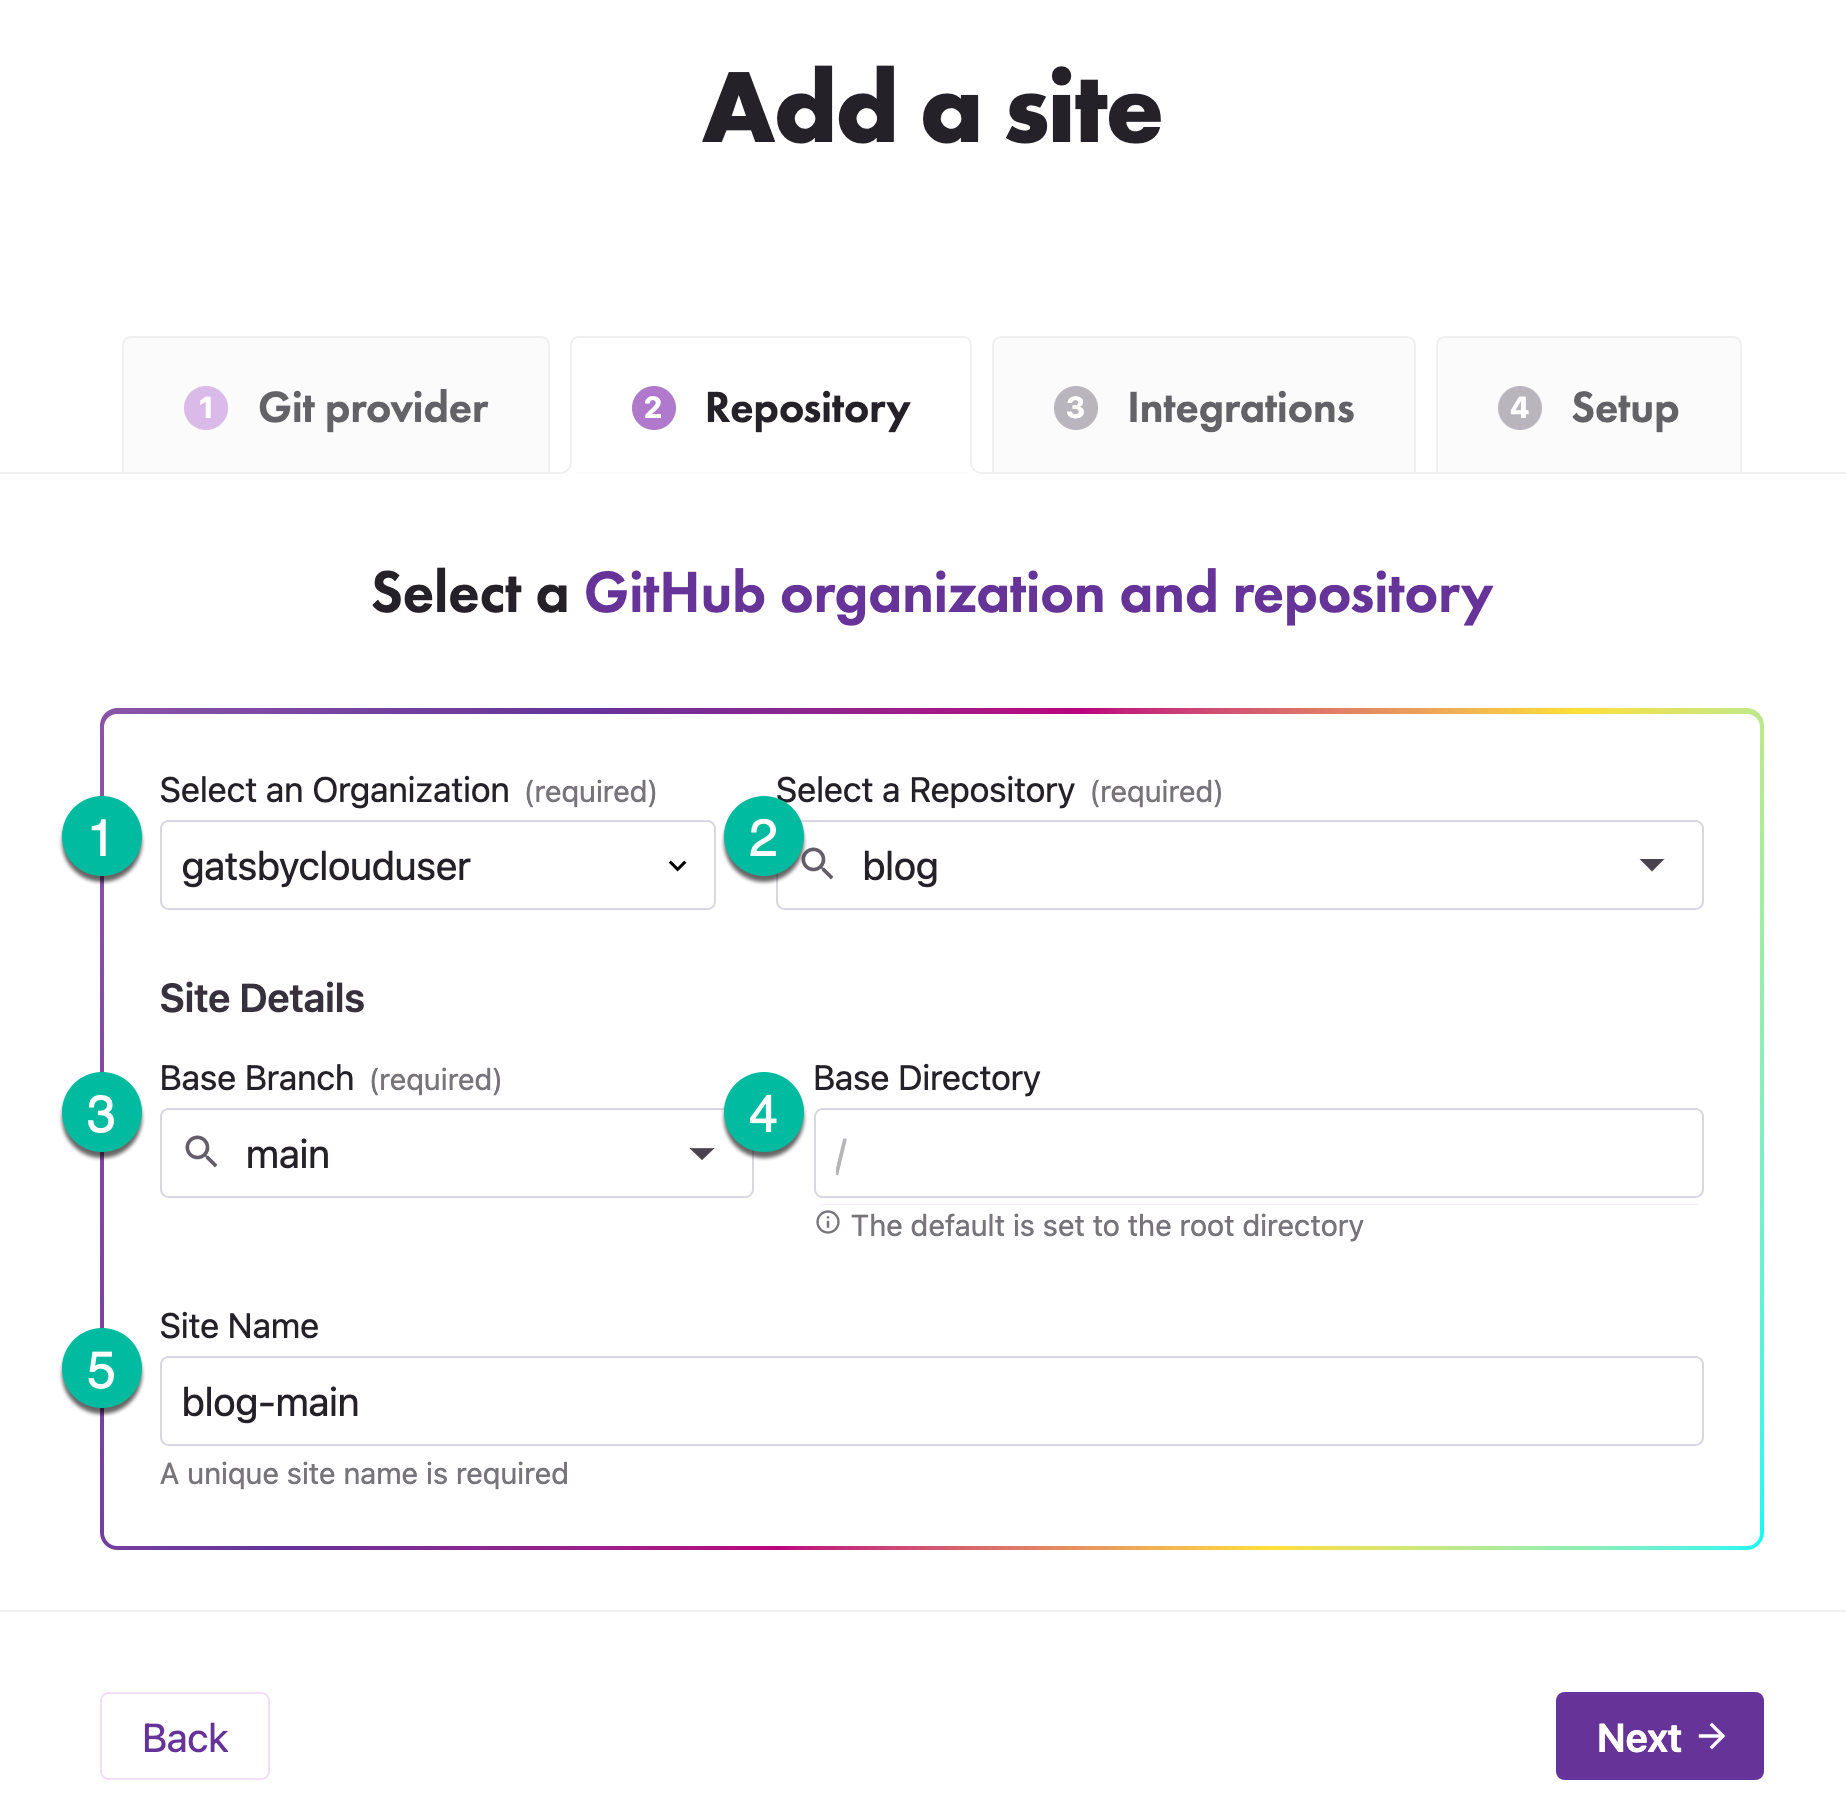 Add a site
1 Git provider 2 Repository 3 Integrations 4 Setup
Select a GitHub organization and repository
Select an Organization (required) Select a Repository (required)
1 gatsbyclouduser 2 blog
Site Details
Base Branch (required) Base Directory
3 main 4 /
The default is set to the root directory
Site Name
5 blog-main
A unique site name is required
Back Next →